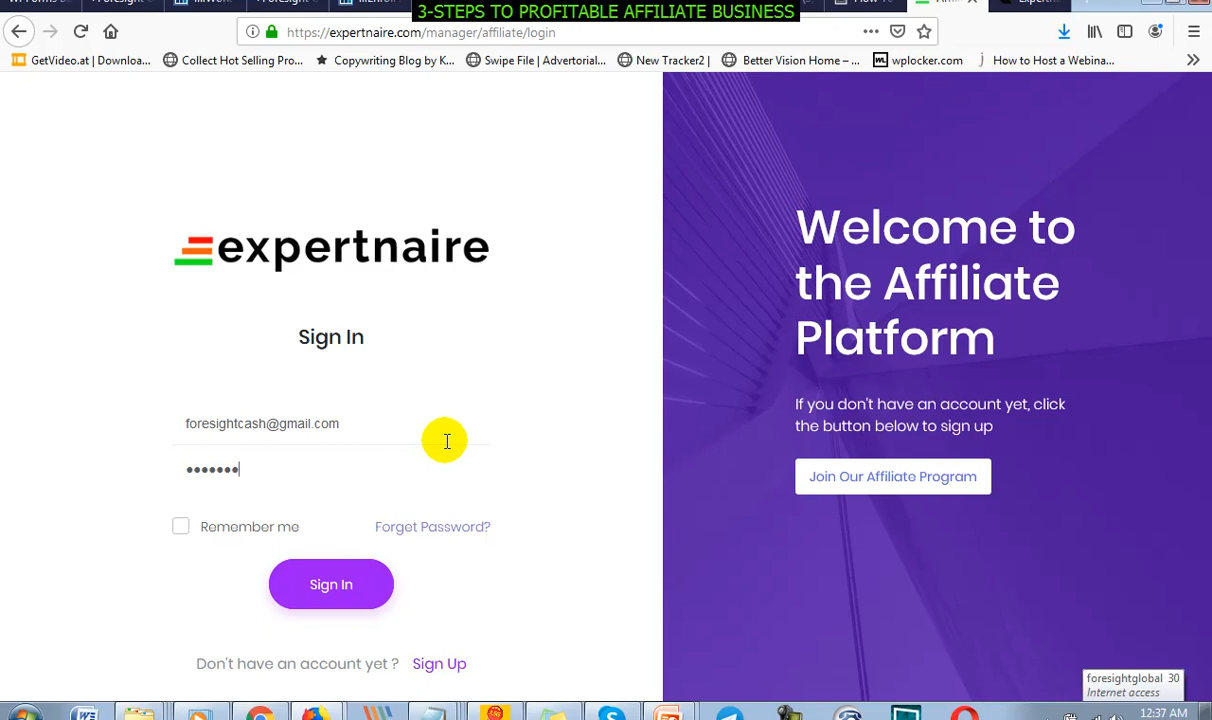 3-STEPS TO PROFITABLE AFFILIATE BUSINESS
https://expertnaire.com/manager/affiliate/login
GetVideo.at | Downloa...
Collect Hot Selling Pro...
Copywriting Blog by K...
Swipe File | Advertorial...
New Tracker2 |
Better Vision Home – ...
wplocker.com
How to Host a Webina...
expertnaire
Sign In
foresightcash@gmail.com
•••••••
Remember me
Forget Password?
Sign In
Don't have an account yet ? Sign Up
Welcome to
the Affiliate
Platform
If you don't have an account yet, click
the button below to sign up
Join Our Affiliate Program
foresightglobal 30
Internet access
12:37 AM